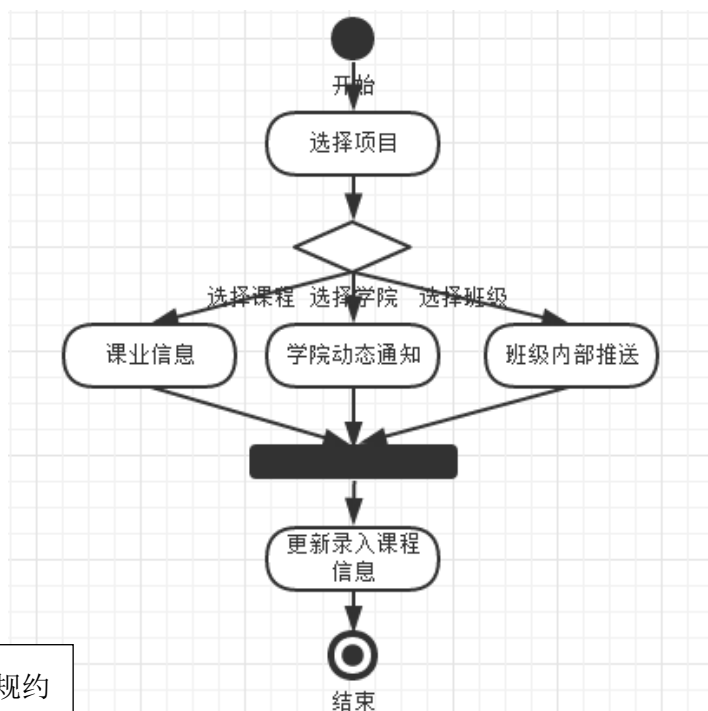 开始
选择项目
选择课程 选择学院 选择班级
课业信息 学院动态通知 班级内部推送
更新录入课程
信息
规约
结束